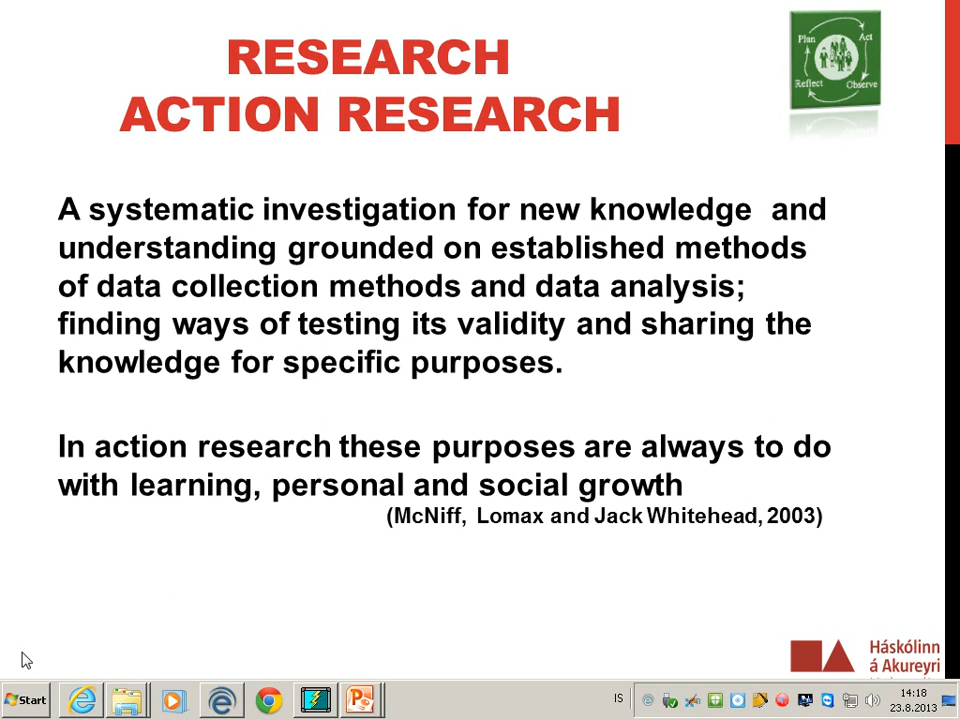 RESEARCH
ACTION RESEARCH
Plan
Act
Reflect
Observe
A systematic investigation for new knowledge and
understanding grounded on established methods
of data collection methods and data analysis;
finding ways of testing its validity and sharing the
knowledge for specific purposes.
In action research these purposes are always to do
with learning, personal and social growth
(McNiff, Lomax and Jack Whitehead, 2003)
Háskólinn
á Akureyri
Start
IS
14:18
23.8.2013